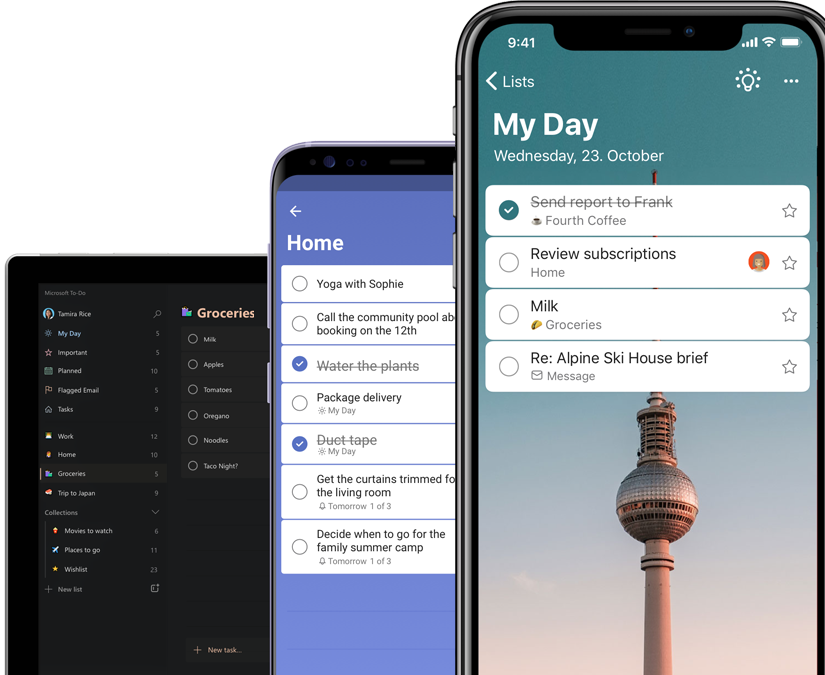 Microsoft To-Do
Tamira Rice
My Day 5
Important 5
Planned 10
Flagged Email 5
Tasks 9
Work 12
Home 10
Groceries 5
Trip to Japan 9
Collections
Movies to watch 6
Places to go 11
Wishlist 23
New list
Groceries
Milk
Apples
Tomatoes
Oregano
Noodles
Taco Night?
New task...
Home
Yoga with Sophie
Call the community pool
booking on the 12th
Water the plants
Package delivery
My Day
Duct tape
My Day
Get the curtains trimmed fo
the living room
Tomorrow 1 of 3
Decide when to go for the
family summer camp
Tomorrow 1 of 3
9:41
Lists
My Day
Wednesday, 23. October
Send report to Frank
Fourth Coffee
Review subscriptions
Home
Milk
Groceries
Re: Alpine Ski House brief
Message